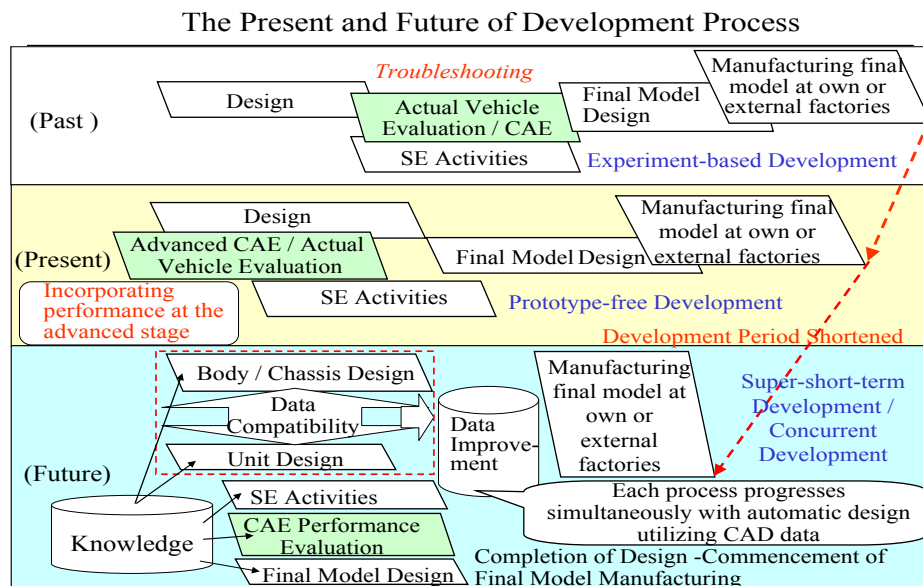 The Present and Future of Development Process
Troubleshooting
Manufacturing final
model at own or
external factories
Design
Actual Vehicle
Evaluation / CAE
Final Model
Design
(Past )
SE Activities
Experiment-based Development
Design
Manufacturing final
model at own or
external factories
Advanced CAE / Actual
Vehicle Evaluation
Final Model Design
(Present)
Incorporating
performance at the
advanced stage
SE Activities
Prototype-free Development
Development Period Shortened
Body / Chassis Design
Data
Compatibility
Unit Design
Data
Improve-
ment
Manufacturing
final model at
own or
external
factories
Super-short-term
Development /
Concurrent
Development
(Future)
SE Activities
Each process progresses
simultaneously with automatic design
utilizing CAD data
Knowledge
CAE Performance
Evaluation
Final Model Design
Completion of Design -Commencement of
Final Model Manufacturing